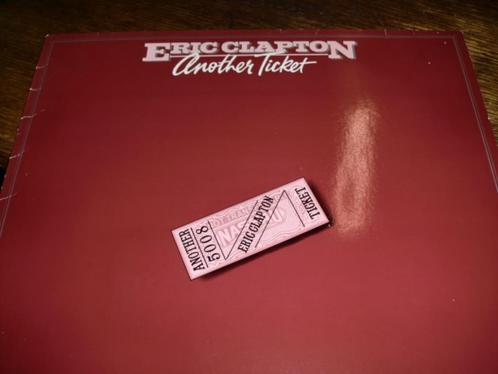 ERIC CLAPTON
Another Ticket
ANOTHER
5008
ERIC CLAPTON
TICKET